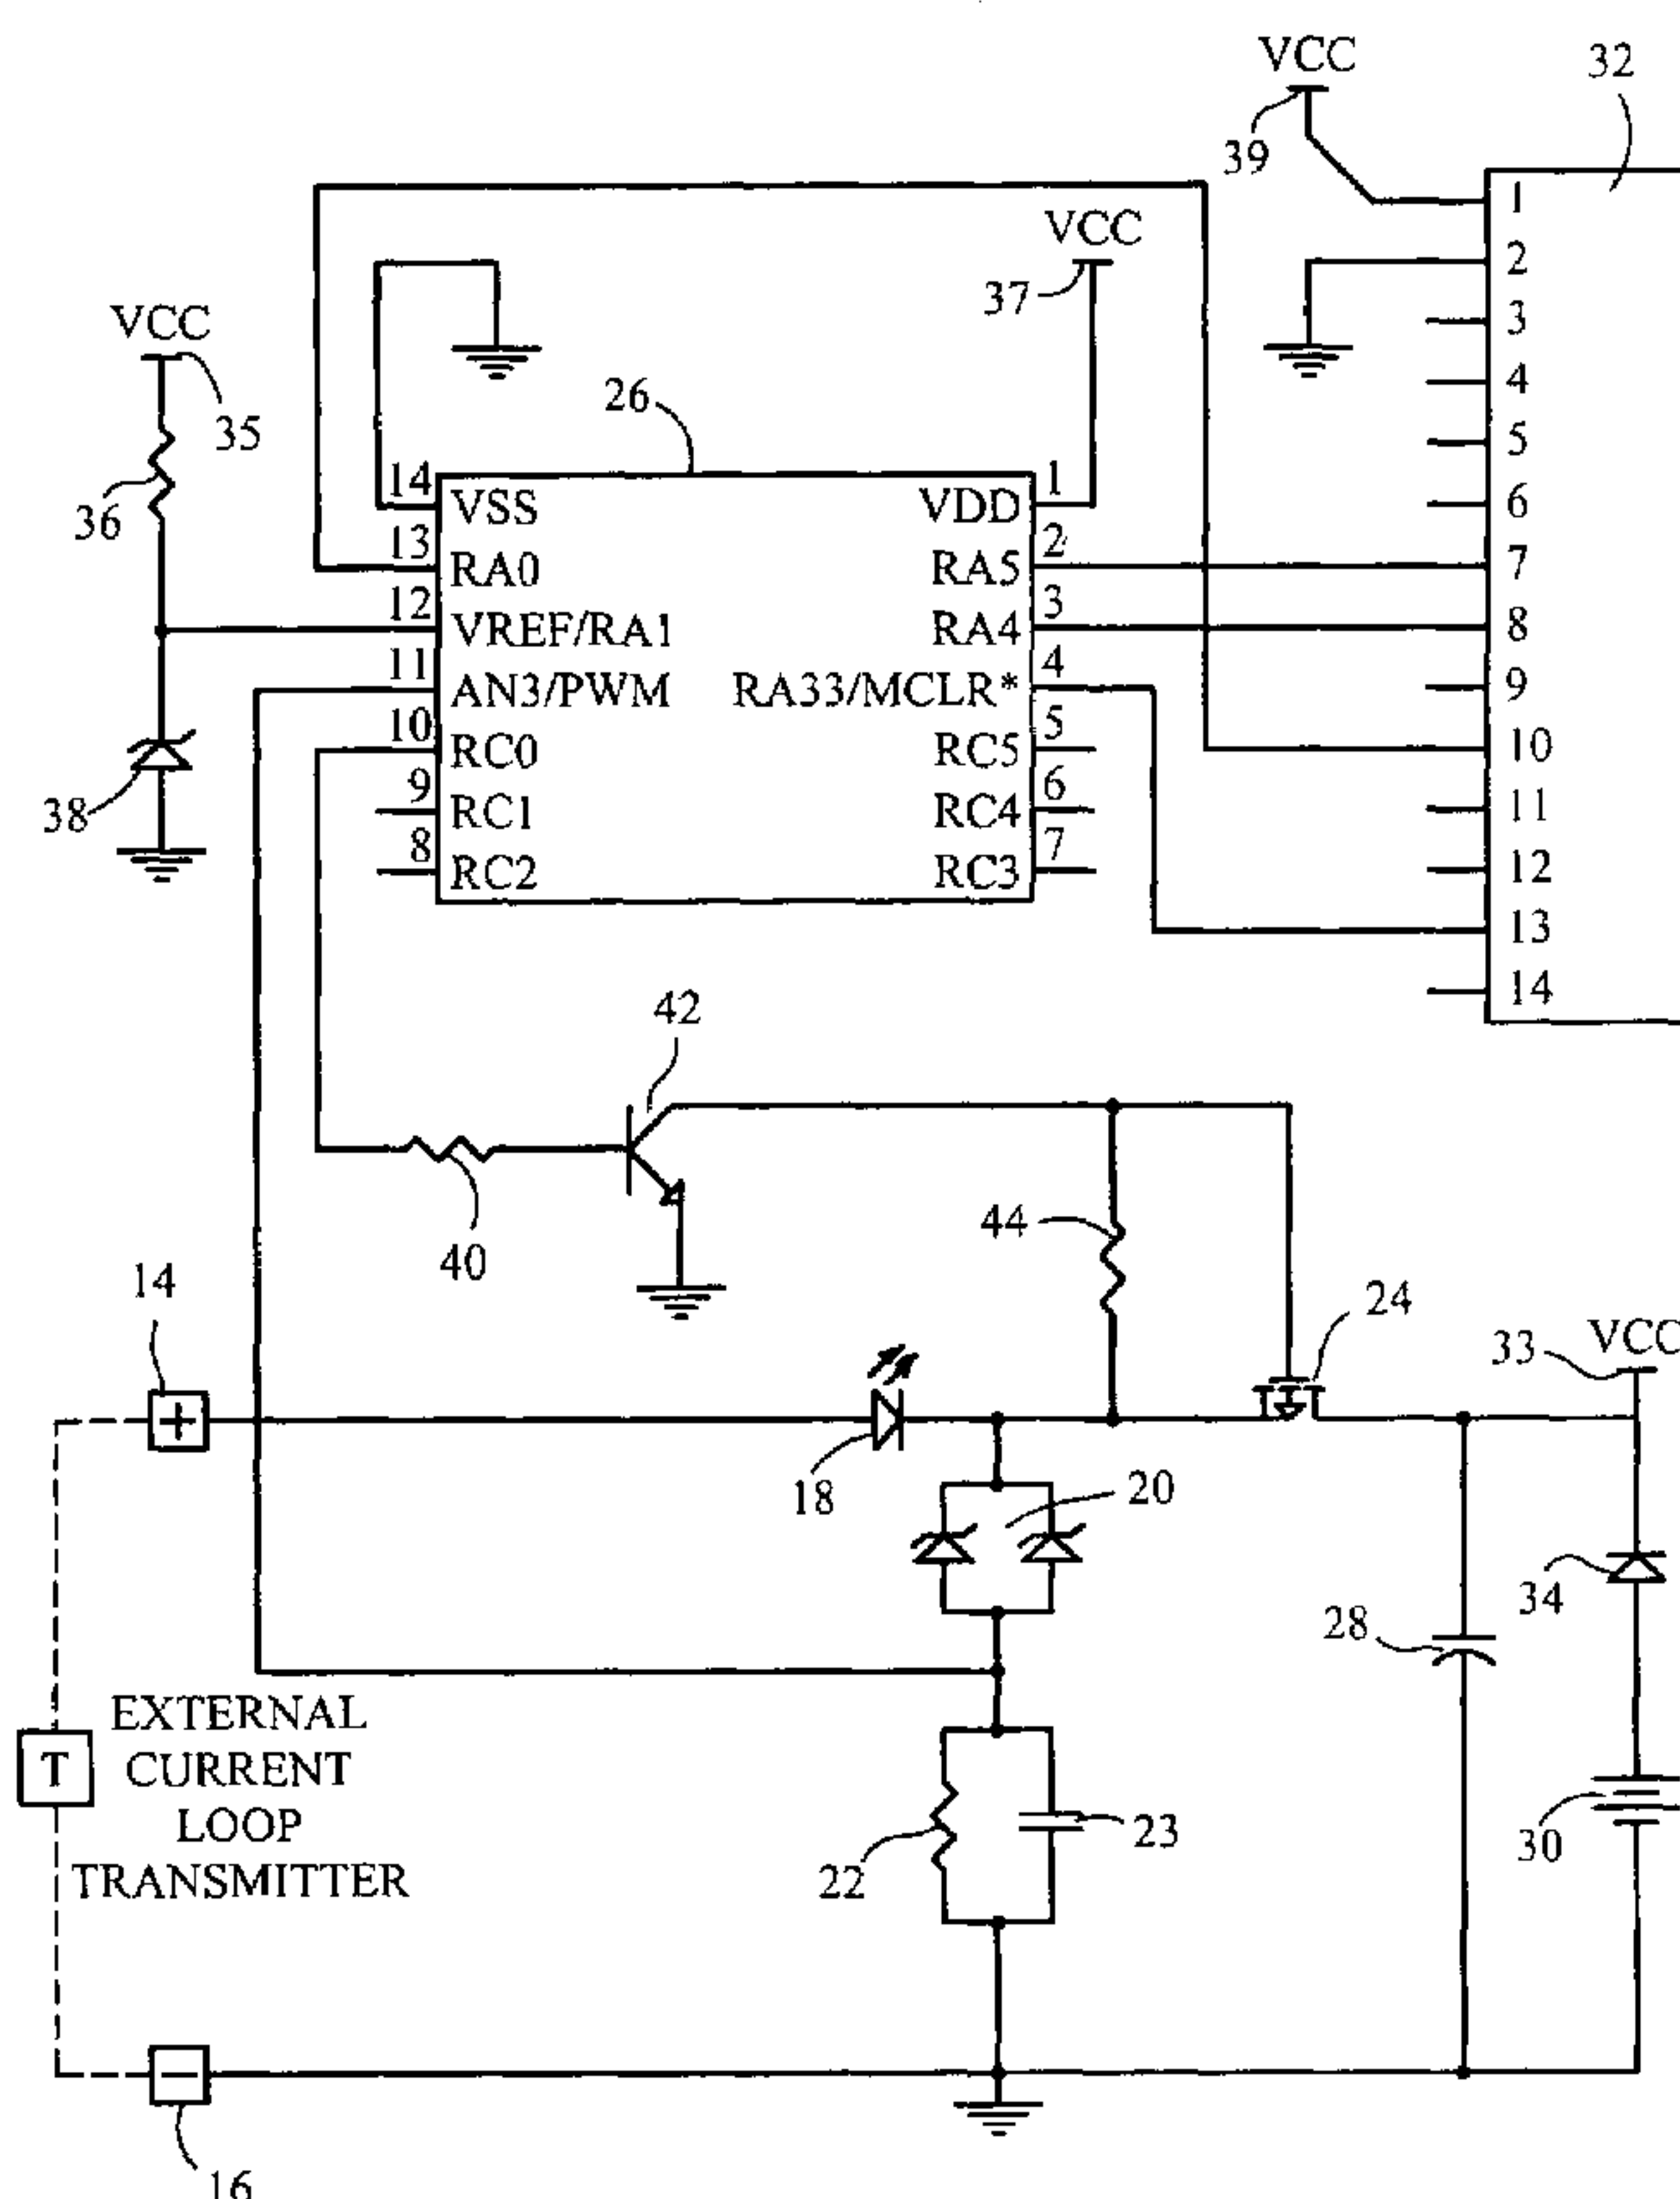 VCC
32
39
1
VCC
2
37
3
VCC
4
26
35
5
14
1
36
VSS
VDD
6
13
2
RA0
RA5
7
12
3
VREF/RA1
RA4
8
11
4
AN3/PWM
RA33/MCLR*
9
10
5
RC0
RC5
10
9
6
38
RC1
RC4
11
8
7
RC2
RC3
12
13
14
42
44
40
14
24
33
VCC
+
18
20
34
28
EXTERNAL
T
CURRENT
LOOP
TRANSMITTER
22
23
30
−
16